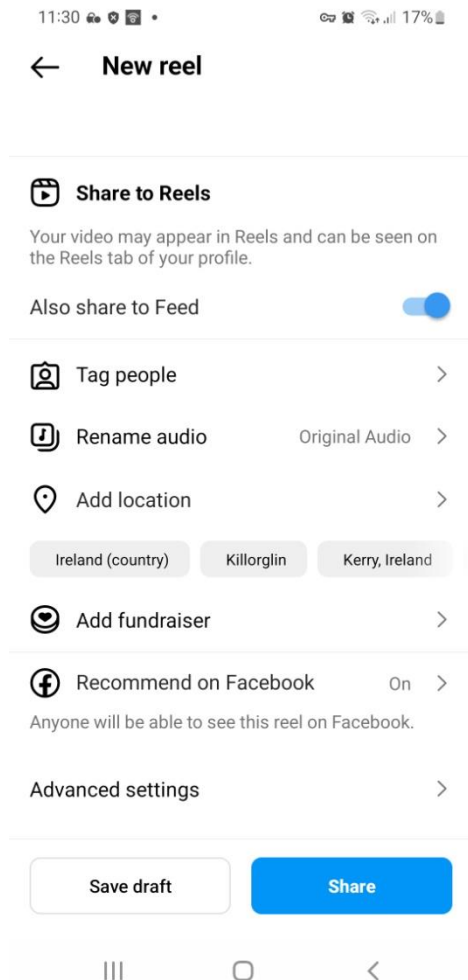 11:30 17%
New reel
Share to Reels
Your video may appear in Reels and can be seen on
the Reels tab of your profile.
Also share to Feed
Tag people
Rename audio Original Audio
Add location
Ireland (country) Killorglin Kerry, Ireland
Add fundraiser
Recommend on Facebook On
Anyone will be able to see this reel on Facebook.
Advanced settings
Save draft Share